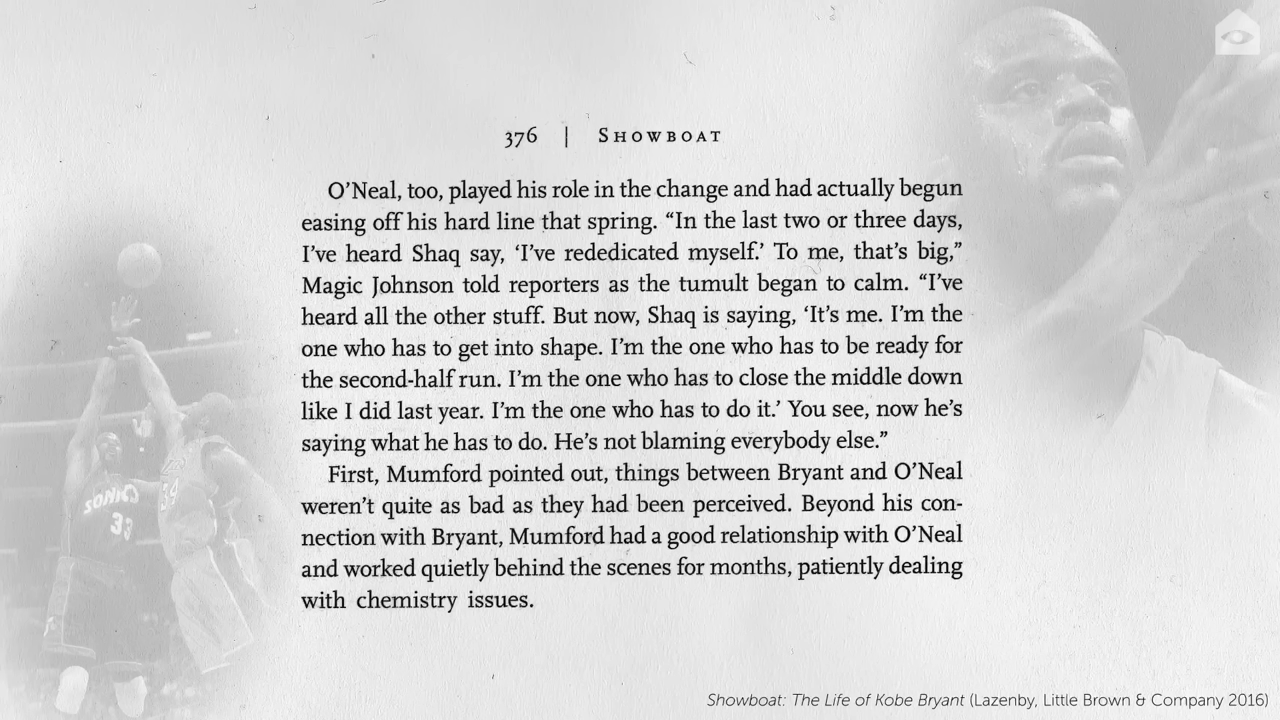 376 | SHOWBOAT
O’Neal, too, played his role in the change and had actually begun
easing off his hard line that spring. “In the last two or three days,
I’ve heard Shaq say, ‘I’ve rededicated myself.’ To me, that’s big,”
Magic Johnson told reporters as the tumult began to calm. “I’ve
heard all the other stuff. But now, Shaq is saying, ‘It’s me. I’m the
one who has to get into shape. I’m the one who has to be ready for
the second-half run. I’m the one who has to close the middle down
like I did last year. I’m the one who has to do it.’ You see, now he’s
saying what he has to do. He’s not blaming everybody else.”
First, Mumford pointed out, things between Bryant and O’Neal
weren’t quite as bad as they had been perceived. Beyond his con-
nection with Bryant, Mumford had a good relationship with O’Neal
and worked quietly behind the scenes for months, patiently dealing
with chemistry issues.
SONICS
33
34
Showboat: The Life of Kobe Bryant (Lazenby, Little Brown & Company 2016)